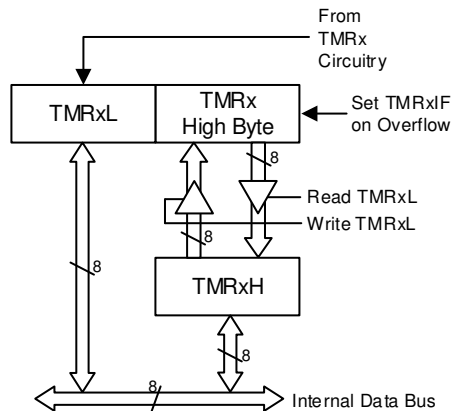 From
TMRx
Circuitry
TMRxL
TMRx
High Byte
Set TMRxIF
on Overflow
8
Read TMRxL
Write TMRxL
8
8
TMRxH
8
8
Internal Data Bus